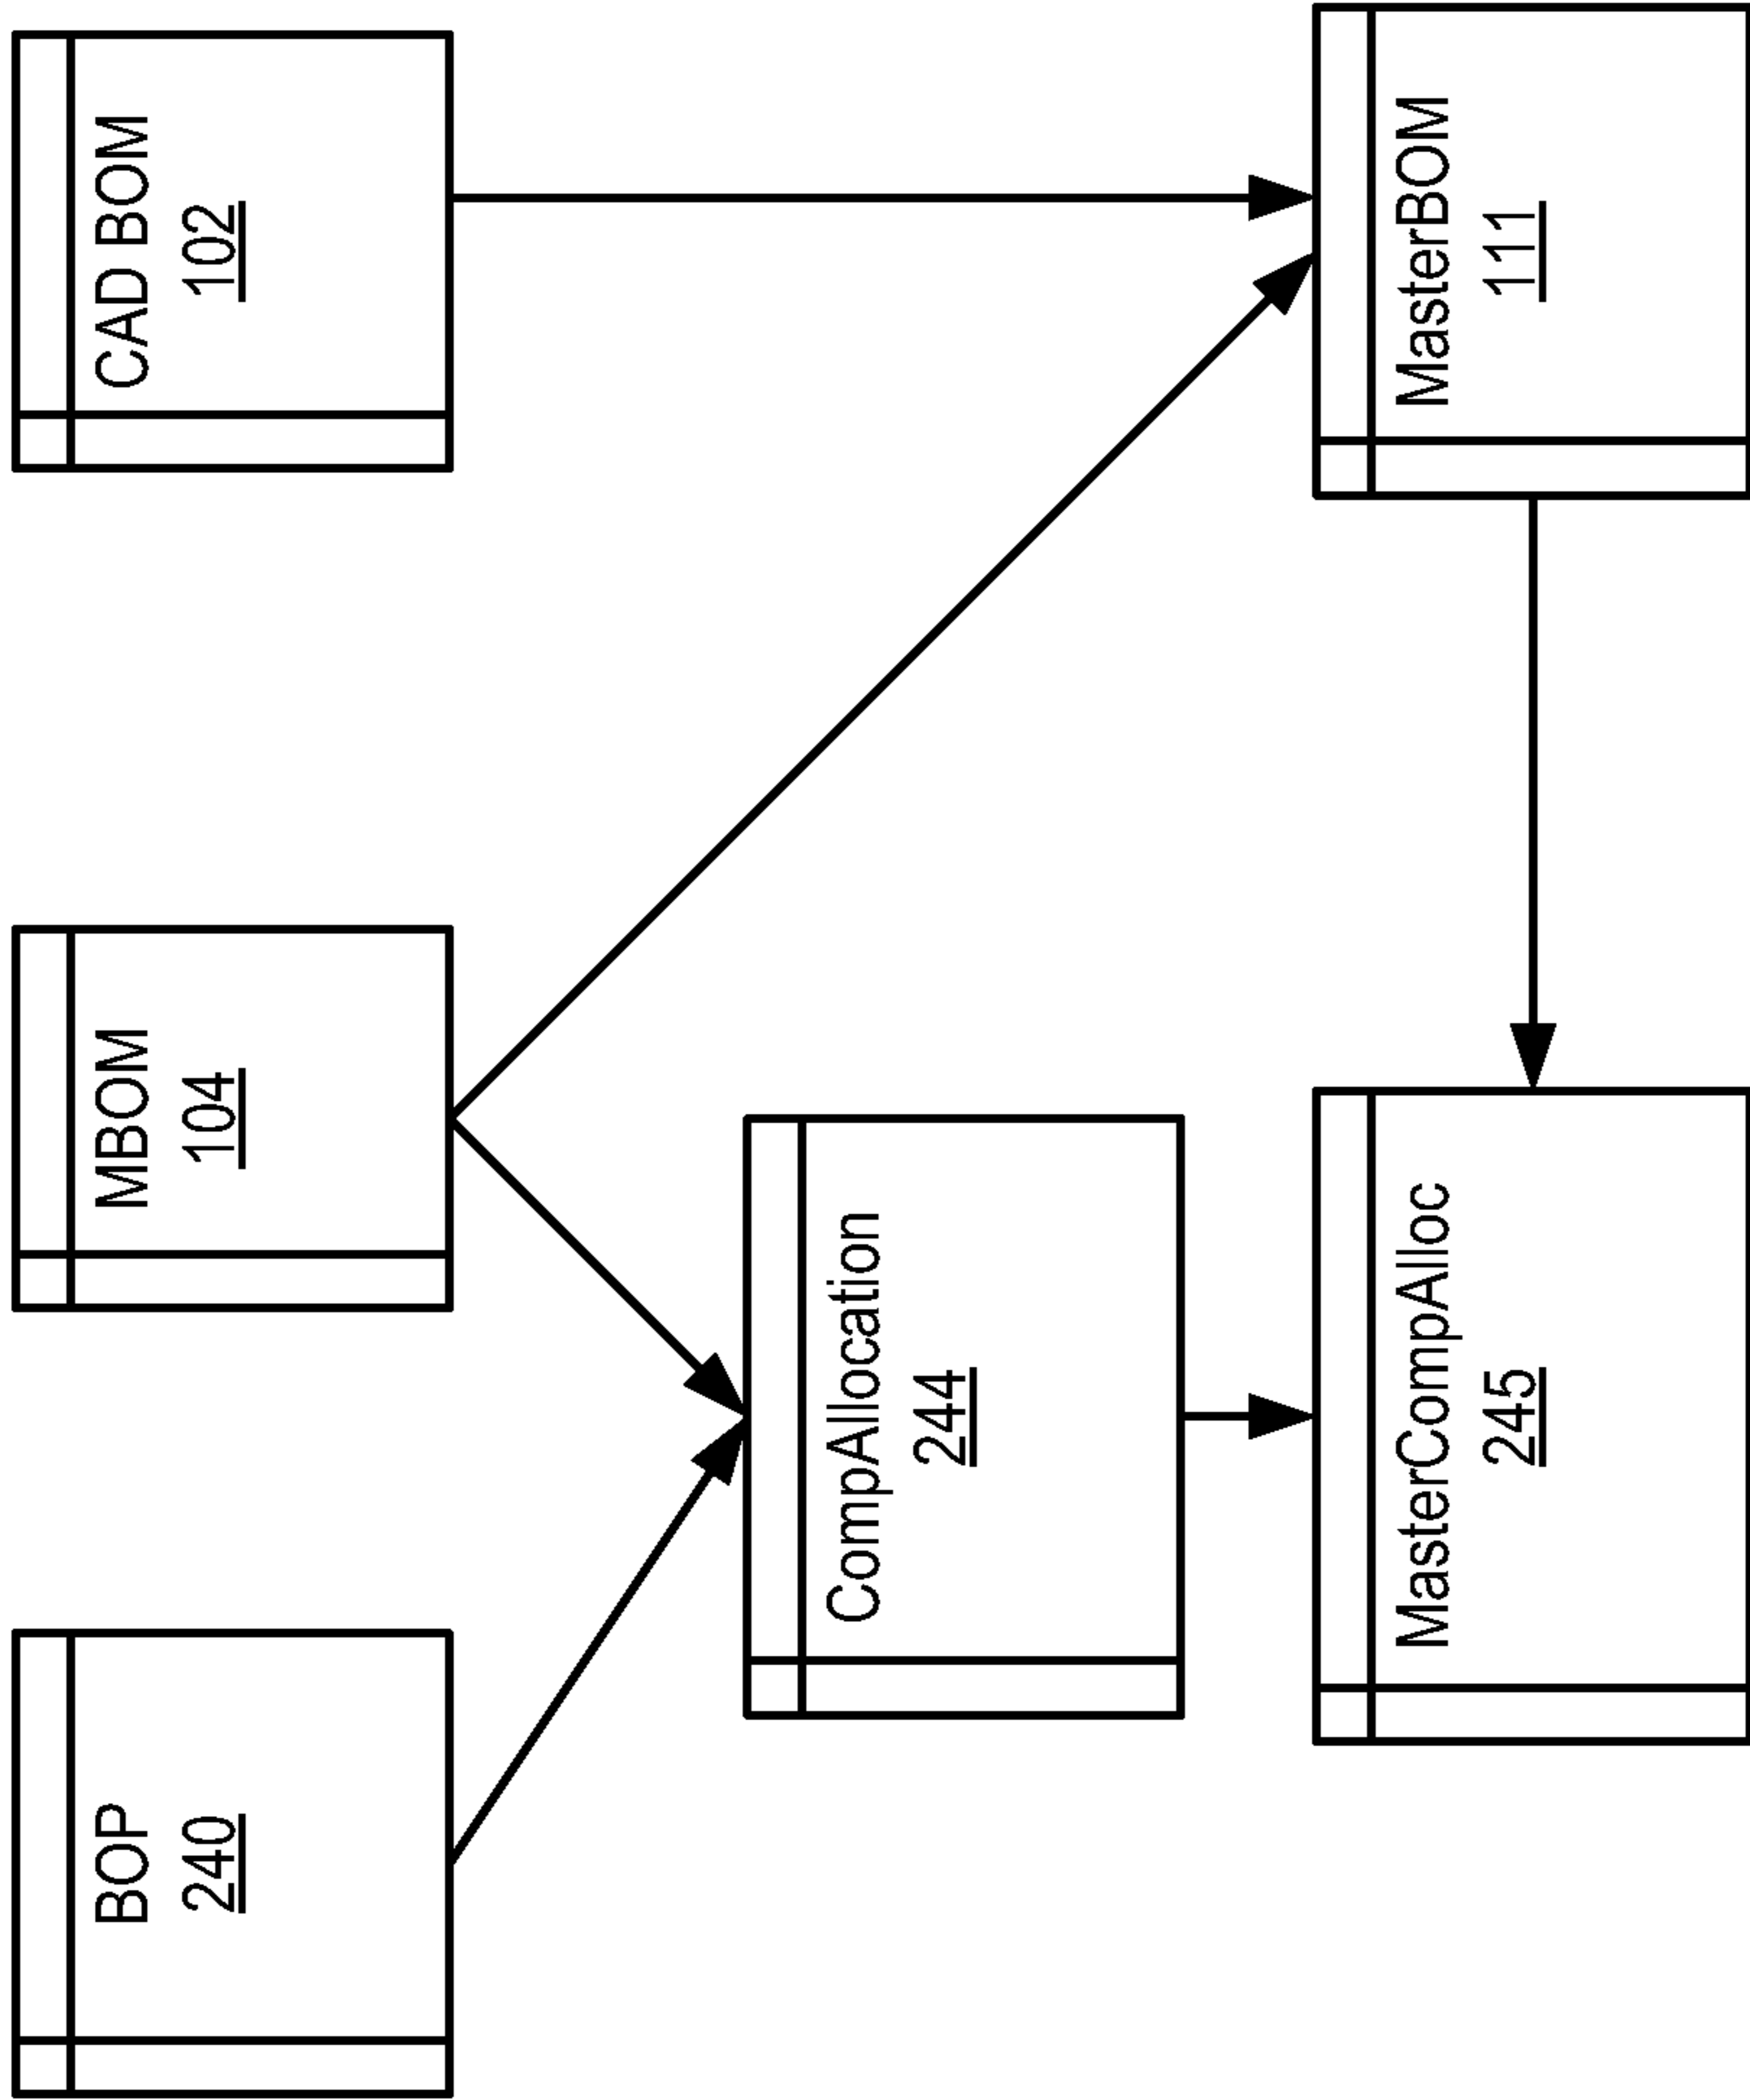 BOP
240
MBOM
104
CAD BOM
102
CompAllocation
244
MasterCompAlloc
245
MasterBOM
111